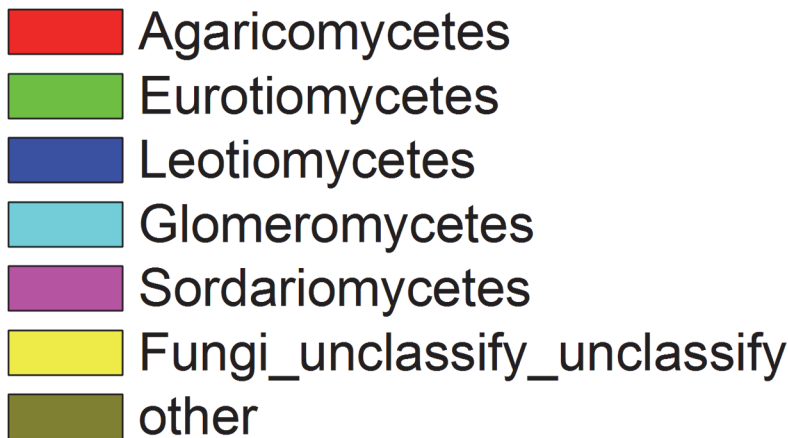 Agaricomycetes
Eurotiomycetes
Leotiomycetes
Glomeromycetes
Sordariomycetes
Fungi_unclassify_unclassify
other